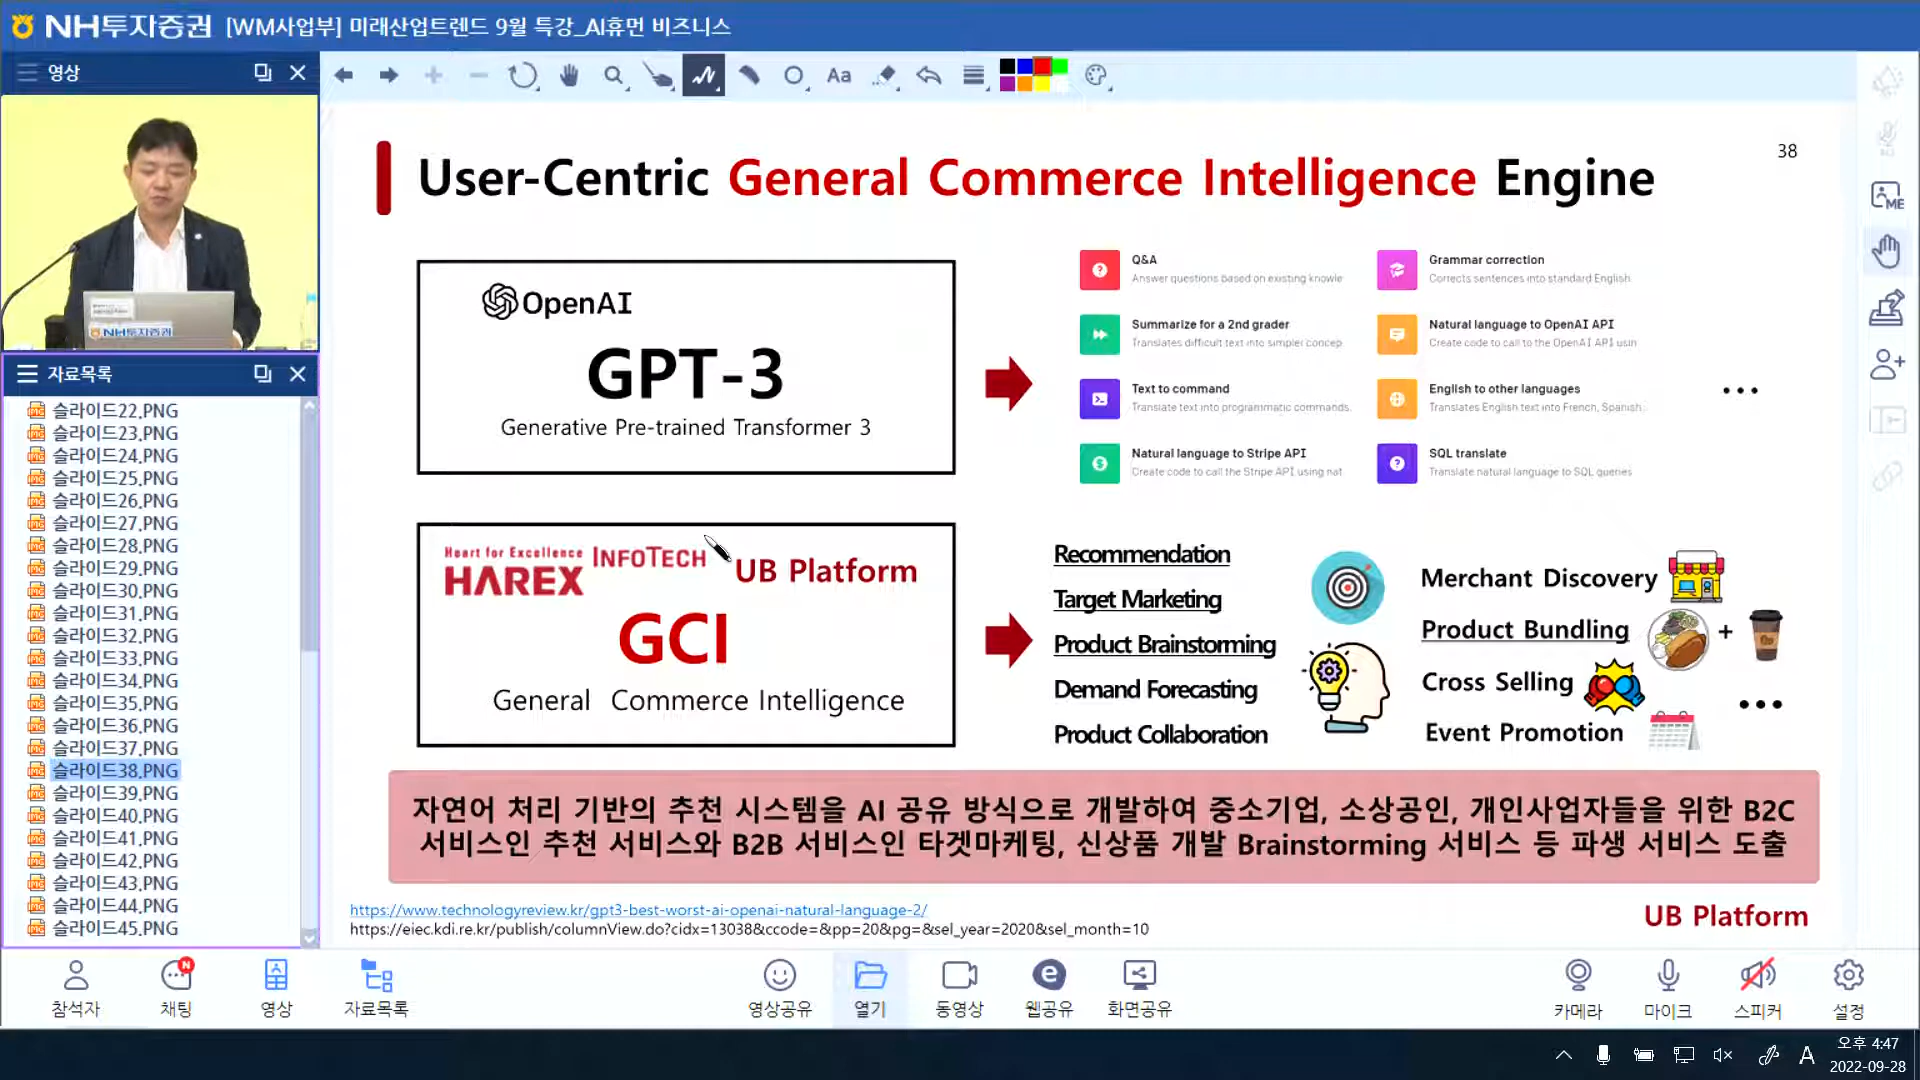 NH투자증권 [WM사업부] 미래산업트렌드 9월 특강_AI휴먼 비즈니스
영상
NH투자증권
자료목록
슬라이드22.PNG
슬라이드23.PNG
슬라이드24.PNG
슬라이드25.PNG
슬라이드26.PNG
슬라이드27.PNG
슬라이드28.PNG
슬라이드29.PNG
슬라이드30.PNG
슬라이드31.PNG
슬라이드32.PNG
슬라이드33.PNG
슬라이드34.PNG
슬라이드35.PNG
슬라이드36.PNG
슬라이드37.PNG
슬라이드38.PNG
슬라이드39.PNG
슬라이드40.PNG
슬라이드41.PNG
슬라이드42.PNG
슬라이드43.PNG
슬라이드44.PNG
슬라이드45.PNG
Aa
ME
38
User-Centric General Commerce Intelligence Engine
OpenAI
GPT-3
Generative Pre-trained Transformer 3
Q&A
Answer questions based on existing knowle
Summarize for a 2nd grader
Translates difficult text into simpler concep
Text to command
Translate text into programmatic commands.
Natural language to Stripe API
Create code to call the Stripe API using nat
Grammar correction
Corrects sentences into standard English
Natural language to OpenAI API
Create code to call to the OpenAI API usin
English to other languages
Translates English text into French, Spanish
SQL translate
Translate natural language to SQL queries
...
Heart for Excellence
HAREX INFOTECH UB Platform
GCI
General Commerce Intelligence
Recommendation
Target Marketing
Product Brainstorming
Demand Forecasting
Product Collaboration
Merchant Discovery
Product Bundling +
Cross Selling
Event Promotion
...
자연어 처리 기반의 추천 시스템을 AI 공유 방식으로 개발하여 중소기업, 소상공인, 개인사업자들을 위한 B2C
서비스인 추천 서비스와 B2B 서비스인 타겟마케팅, 신상품 개발 Brainstorming 서비스 등 파생 서비스 도출
https://www.technologyreview.kr/gpt3-best-worst-ai-openai-natural-language-2/
https://eiec.kdi.re.kr/publish/columnView.do?cidx=13038&ccode=&pp=20&pg=&sel_year=2020&sel_month=10
UB Platform
참석자
N
채팅
영상
자료목록
영상공유
열기
동영상
웹공유
화면공유
카메라
마이크
스피커
설정
A
오후 4:47
2022-09-28